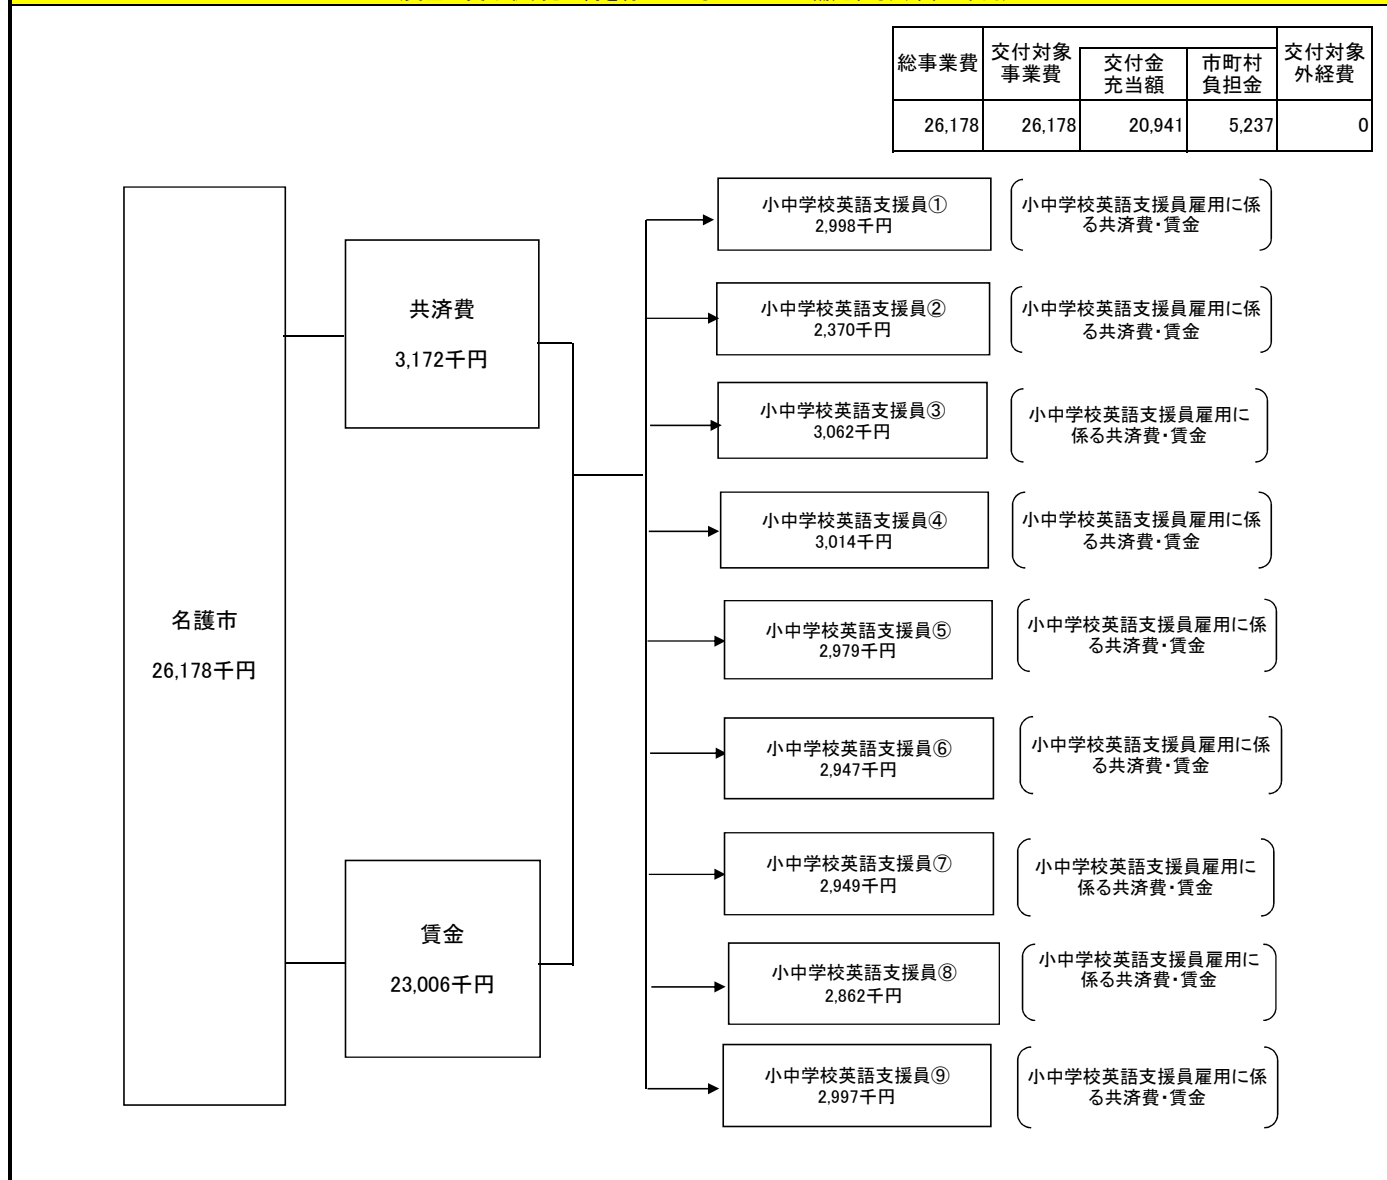 総事業費
交付対象
事業費
交付金
充当額
市町村
負担金
交付対象
外経費
26,178
26,178
20,941
5,237
0
名護市
26,178千円
共済費
3,172千円
賃金
23,006千円
小中学校英語支援員①
2,998千円
小中学校英語支援員雇用に係
る共済費・賃金
小中学校英語支援員②
2,370千円
小中学校英語支援員雇用に係
る共済費・賃金
小中学校英語支援員③
3,062千円
小中学校英語支援員雇用に
係る共済費・賃金
小中学校英語支援員④
3,014千円
小中学校英語支援員雇用に係
る共済費・賃金
小中学校英語支援員⑤
2,979千円
小中学校英語支援員雇用に係
る共済費・賃金
小中学校英語支援員⑥
2,947千円
小中学校英語支援員雇用に係
る共済費・賃金
小中学校英語支援員⑦
2,949千円
小中学校英語支援員雇用に
係る共済費・賃金
小中学校英語支援員⑧
2,862千円
小中学校英語支援員雇用に
係る共済費・賃金
小中学校英語支援員⑨
2,997千円
小中学校英語支援員雇用に係
る共済費・賃金